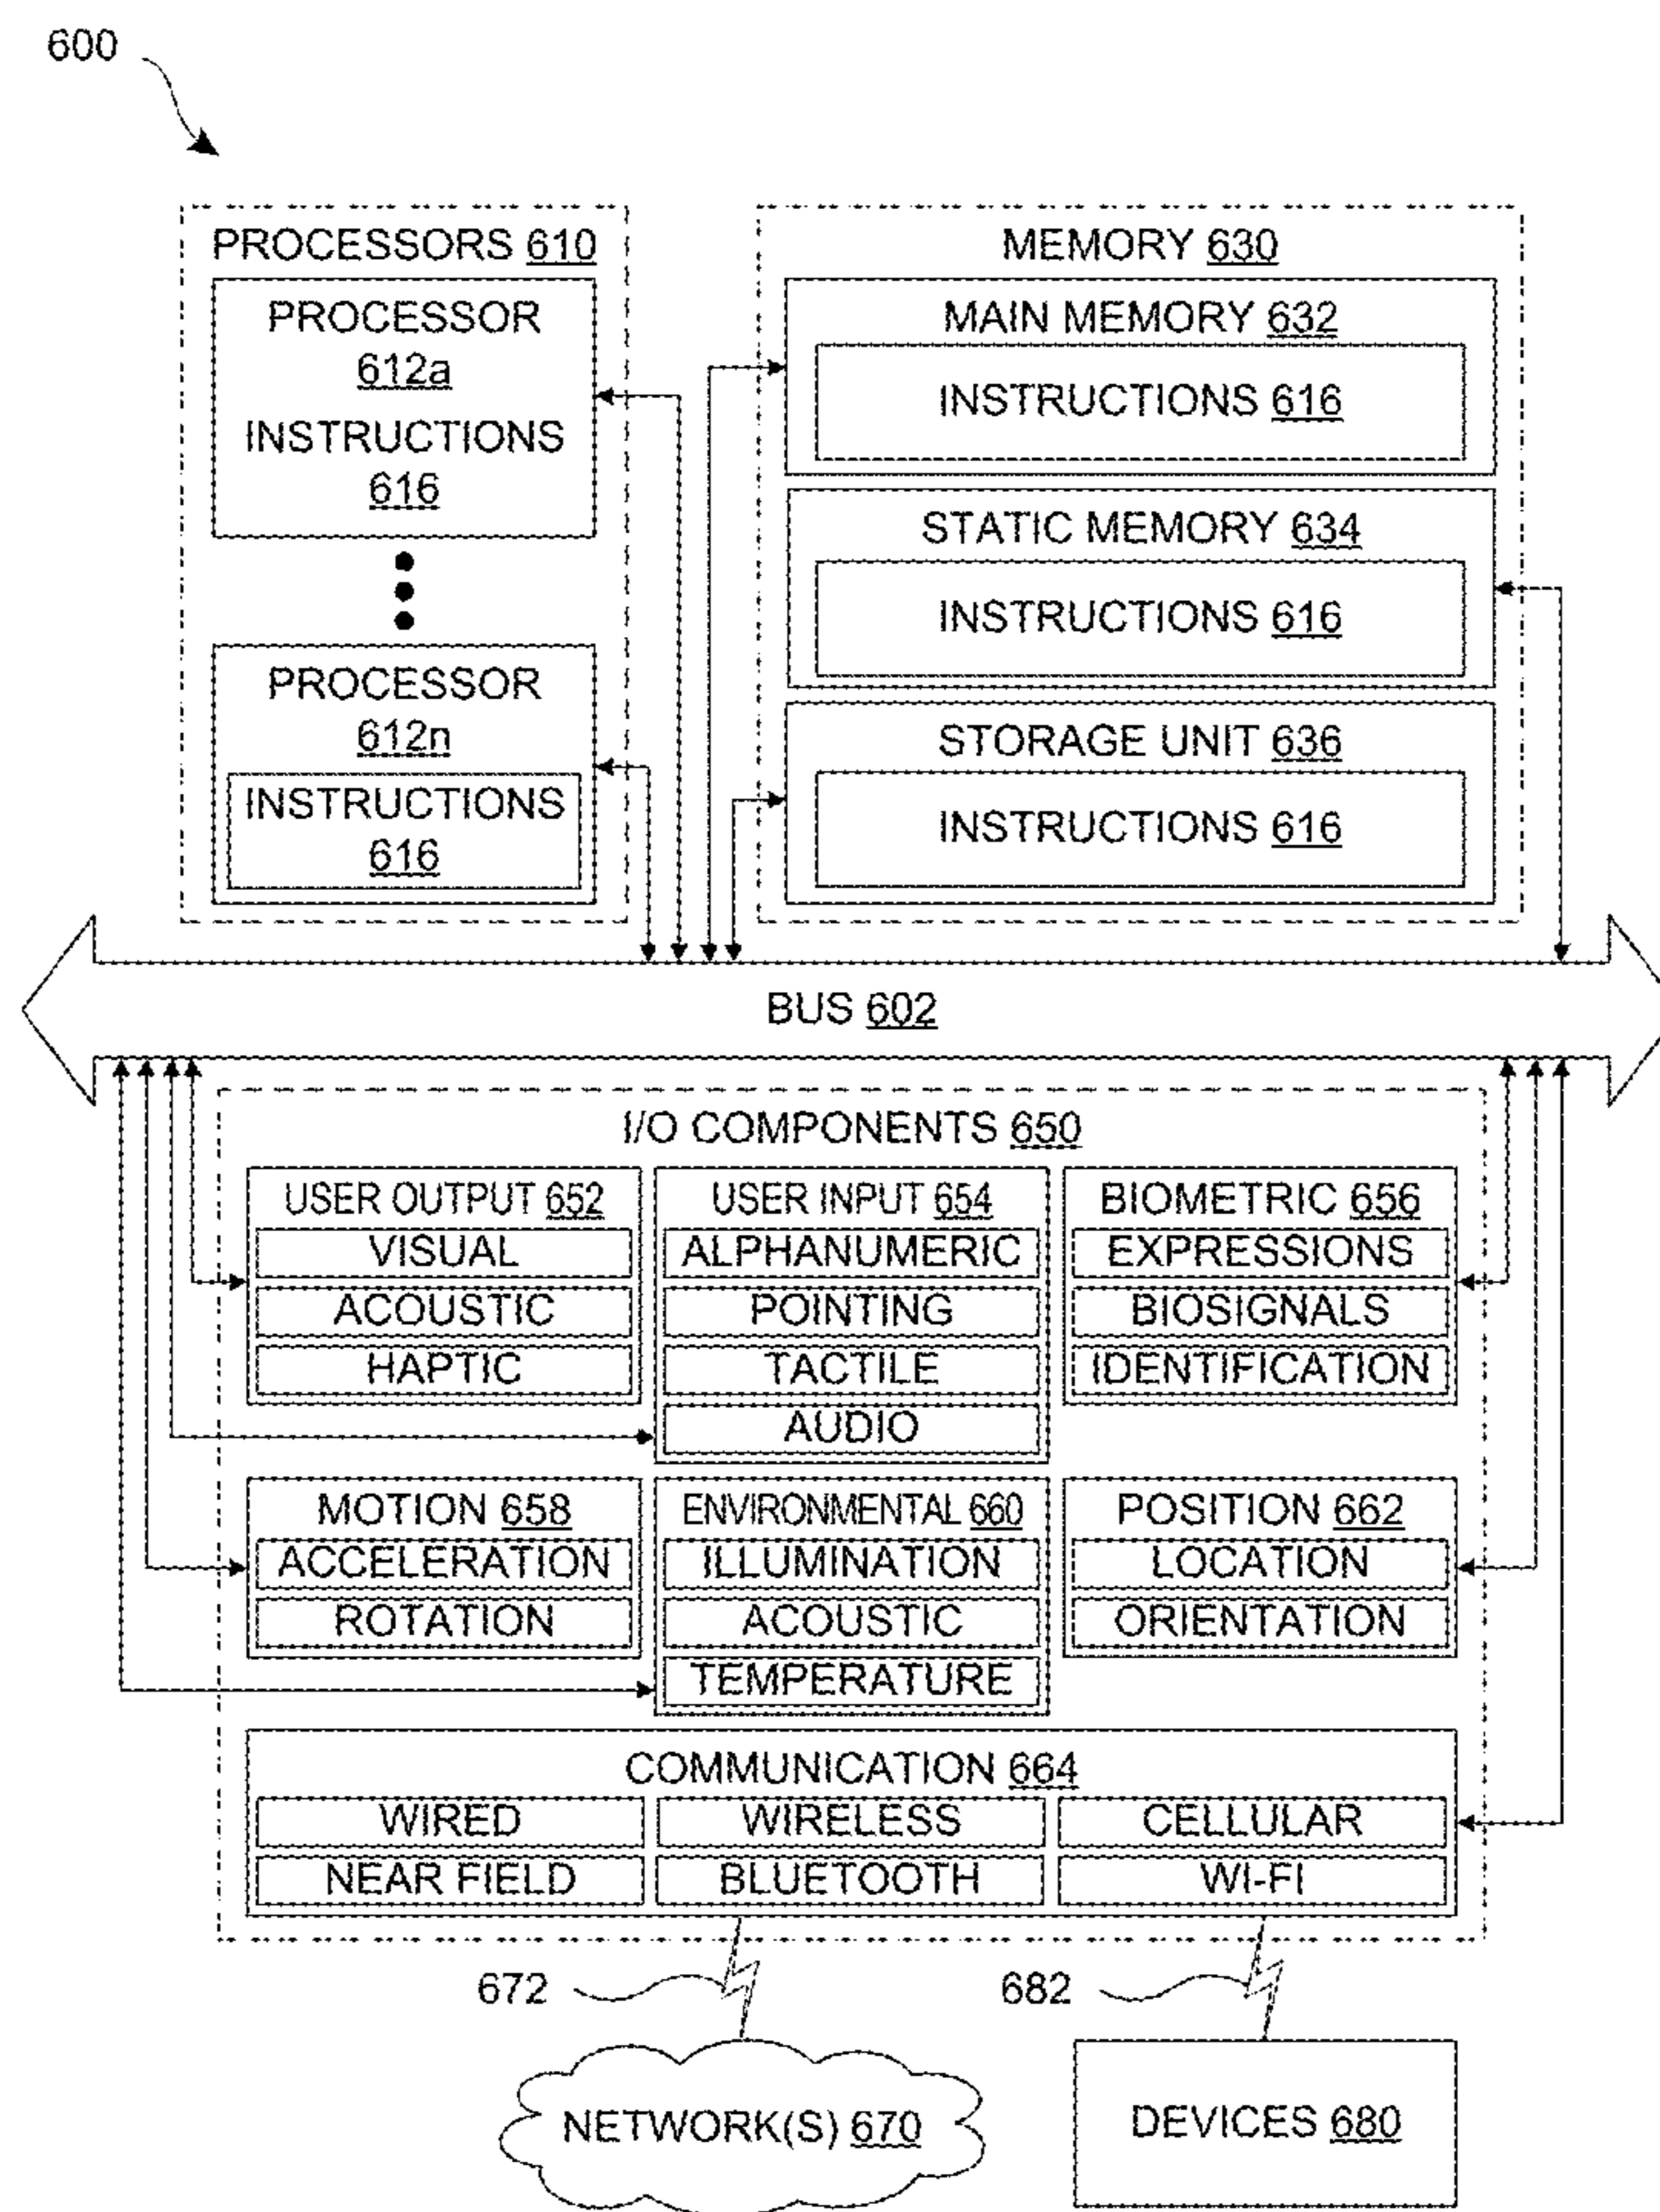 600
PROCESSORS 610
PROCESSOR
612a
INSTRUCTIONS
616
PROCESSOR
612n
INSTRUCTIONS
616
MEMORY 630
MAIN MEMORY 632
INSTRUCTIONS 616
STATIC MEMORY 634
INSTRUCTIONS 616
STORAGE UNIT 636
INSTRUCTIONS 616
BUS 602
I/O COMPONENTS 650
USER OUTPUT 652
VISUAL
ACOUSTIC
HAPTIC
USER INPUT 654
ALPHANUMERIC
POINTING
TACTILE
AUDIO
BIOMETRIC 656
EXPRESSIONS
BIOSIGNALS
IDENTIFICATION
MOTION 658
ACCELERATION
ROTATION
ENVIRONMENTAL 660
ILLUMINATION
ACOUSTIC
TEMPERATURE
POSITION 662
LOCATION
ORIENTATION
COMMUNICATION 664
WIRED
WIRELESS
CELLULAR
NEAR FIELD
BLUETOOTH
WI-FI
672
682
NETWORK(S) 670
DEVICES 680